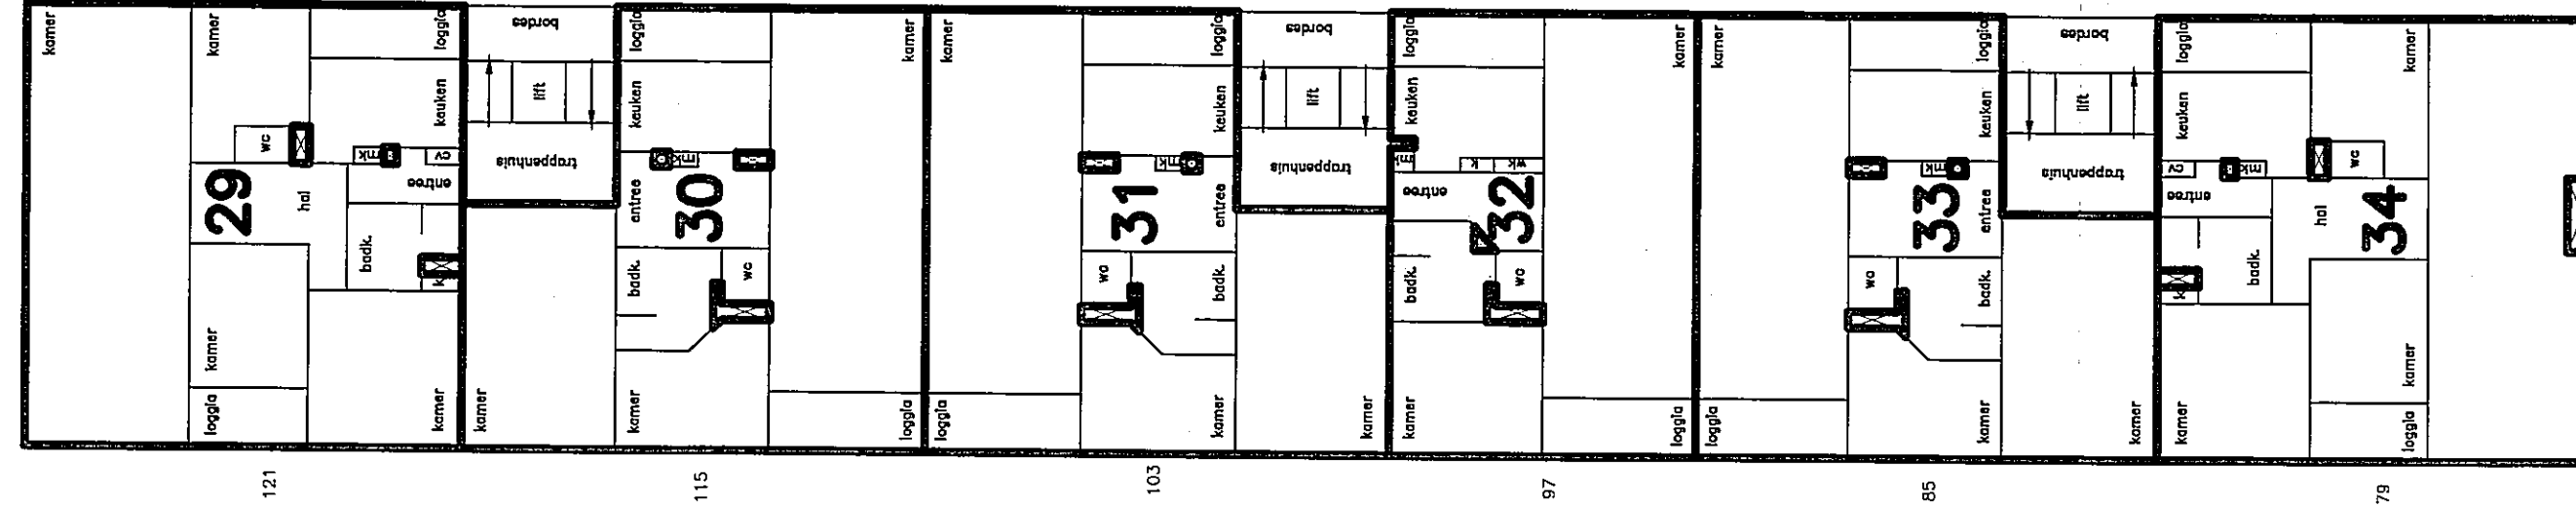 kamer
kamer
loggia
bordes
wc
keuken
lift
mk
cv
trappenhuis
29
hal
entree
badk.
k
kamer
loggia
kamer
121
loggia
kamer
keuken
mk
30
entree
badk.
wc
kamer
kamer
loggia
115
kamer
loggia
bordes
keuken
lift
mk
trappenhuis
31
entree
wc
badk.
loggia
kamer
kamer
103
loggia
kamer
keuken
mk
k
wk
entree
32
badk.
wc
kamer
loggia
97
kamer
loggia
bordes
keuken
lift
mk
trappenhuis
33
entree
wc
badk.
loggia
kamer
kamer
85
loggia
kamer
keuken
cv
mk
wc
entree
hal
34
badk.
k
kamer
kamer
loggia
79